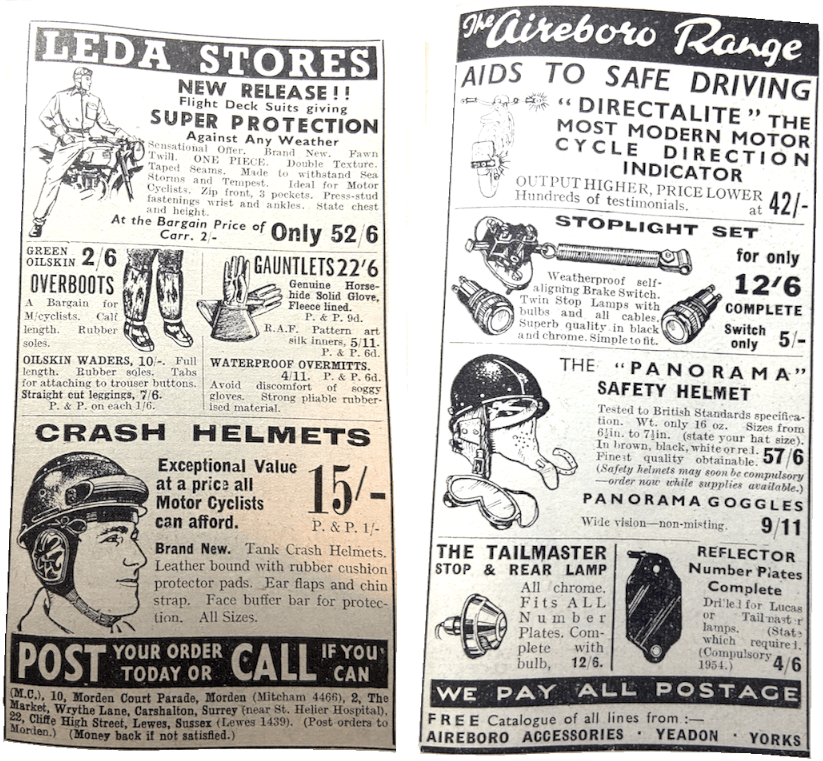 LEDA STORES
NEW RELEASE!!
Flight Deck Suits giving
SUPER PROTECTION
Against Any Weather
Sensational Offer. Brand New. Fawn
Twill. ONE PIECE. Double Texture.
Taped Seams. Made to withstand Sea
Storms and Tempest. Ideal for Motor
Cyclists. Zip front, 3 pockets. Press-stud
fastenings wrist and ankles. State chest
and height.
At the Bargain Price of Only 52/6
Carr. 2/-
GREEN OILSKIN 2/6
OVERBOOTS
A Bargain for
M/cyclists. Calf
length. Rubber
soles.
OILSKIN WADERS, 10/-. Full
length. Rubber soles. Tabs
for attaching to trouser buttons.
Straight cut leggings, 7/6.
P. & P. on each 1/6.
GAUNTLETS 22'6
Genuine Horse-
hide Solid Glove,
Fleece lined.
P. & P. 9d.
R.A.F. Pattern art
silk inners, 5/11.
P. & P. 6d.
WATERPROOF OVERMITTS.
4/11. P. & P. 6d.
Avoid discomfort of soggy
gloves. Strong pliable rubber-
ised material.
CRASH HELMETS
Exceptional Value
at a price all
Motor Cyclists
can afford.
15/-
P. & P. 1/-
Brand New. Tank Crash Helmets.
Leather bound with rubber cushion
protector pads. Ear flaps and chin
strap. Face buffer bar for protec-
tion. All Sizes.
POST YOUR ORDER TODAY OR CALL IF YOU CAN
(M.C.), 10, Morden Court Parade, Morden (Mitcham 4466), 2, The
Market, Wrythe Lane, Carshalton, Surrey (near St. Helier Hospital),
22, Cliffe High Street, Lewes, Sussex (Lewes 1439). (Post orders to
Morden.) (Money back if not satisfied.)
The Aireboro Range
AIDS TO SAFE DRIVING
"DIRECTALITE" THE
MOST MODERN MOTOR
CYCLE DIRECTION
INDICATOR
OUTPUT HIGHER, PRICE LOWER
Hundreds of testimonials. at 42/-
STOPLIGHT SET
for only
12'6
COMPLETE
Switch only 5/-
Weatherproof self-
aligning Brake Switch.
Twin Stop Lamps with
bulbs and all cables.
Superb quality in black
and chrome. Simple to fit.
THE "PANORAMA"
SAFETY HELMET
Tested to British Standards specifica-
tion. Wt. only 16 oz. Sizes from
6½in. to 7½in. (state your hat size).
In brown, black, white or red.
Finest quality obtainable. 57/6
(Safety helmets may soon be compulsory
—order now while supplies available.)
PANORAMA GOGGLES
Wide vision—non-misting. 9/11
THE TAILMASTER
STOP & REAR LAMP
All chrome.
Fits ALL
Number
Plates. Com-
plete with
bulb, 12/6.
REFLECTOR
Number Plates
Complete
Drilled for Lucas
or Tailmaster
lamps. (State
which required.
(Compulsory
1954.) 4/6
WE PAY ALL POSTAGE
FREE Catalogue of all lines from :—
AIREBORO ACCESSORIES · YEADON · YORKS